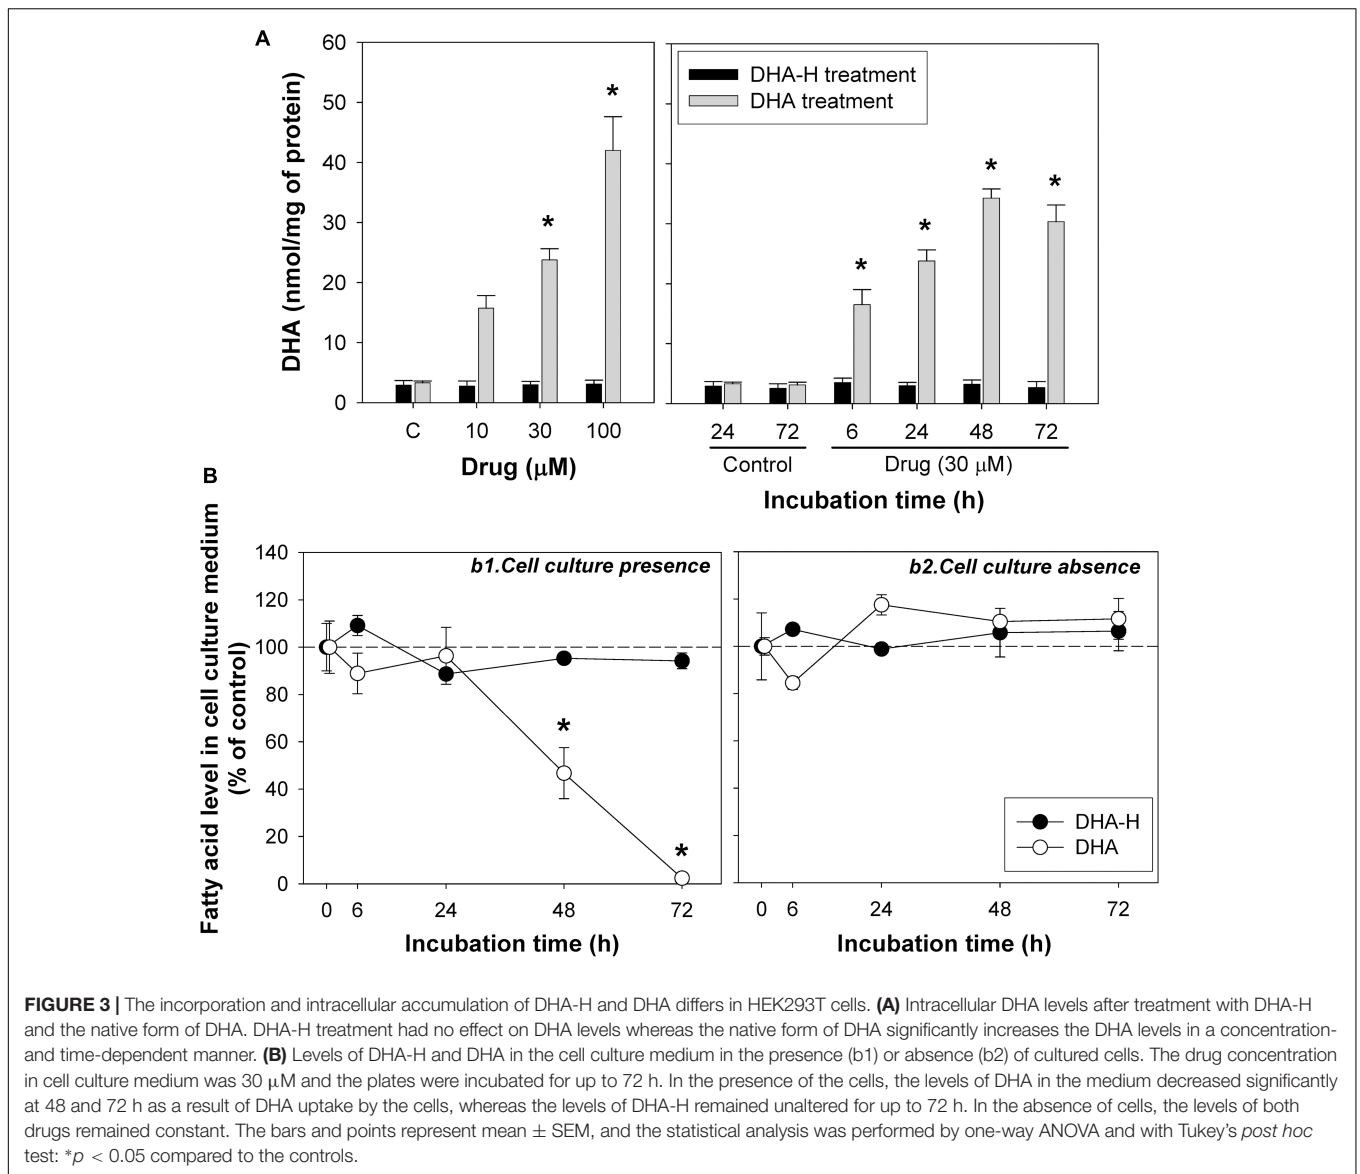 A
DHA (nmol/mg of protein)
60
50
40
30
20
10
0
*
*
C
10
30
100
Drug (μM)
DHA-H treatment
DHA treatment
*
*
*
*
24
72
6
24
48
72
Control
Drug (30 μM)
Incubation time (h)
B
Fatty acid level in cell culture medium
(% of control)
140
120
100
80
60
40
20
0
b1.Cell culture presence
*
*
0
6
24
48
72
Incubation time (h)
b2.Cell culture absence
DHA-H
DHA
0
6
24
48
72
Incubation time (h)
FIGURE 3 | The incorporation and intracellular accumulation of DHA-H and DHA differs in HEK293T cells. (A) Intracellular DHA levels after treatment with DHA-H
and the native form of DHA. DHA-H treatment had no effect on DHA levels whereas the native form of DHA significantly increases the DHA levels in a concentration-
and time-dependent manner. (B) Levels of DHA-H and DHA in the cell culture medium in the presence (b1) or absence (b2) of cultured cells. The drug concentration
in cell culture medium was 30 μM and the plates were incubated for up to 72 h. In the presence of the cells, the levels of DHA in the medium decreased significantly
at 48 and 72 h as a result of DHA uptake by the cells, whereas the levels of DHA-H remained unaltered for up to 72 h. In the absence of cells, the levels of both
drugs remained constant. The bars and points represent mean ± SEM, and the statistical analysis was performed by one-way ANOVA and with Tukey's post hoc
test: *p < 0.05 compared to the controls.